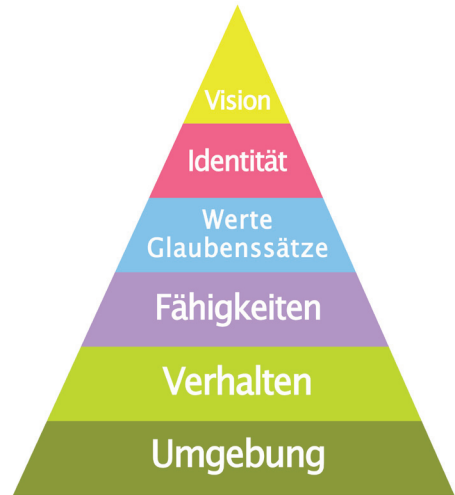 Vision
Identität
Werte
Glaubenssätze
Fähigkeiten
Verhalten
Umgebung